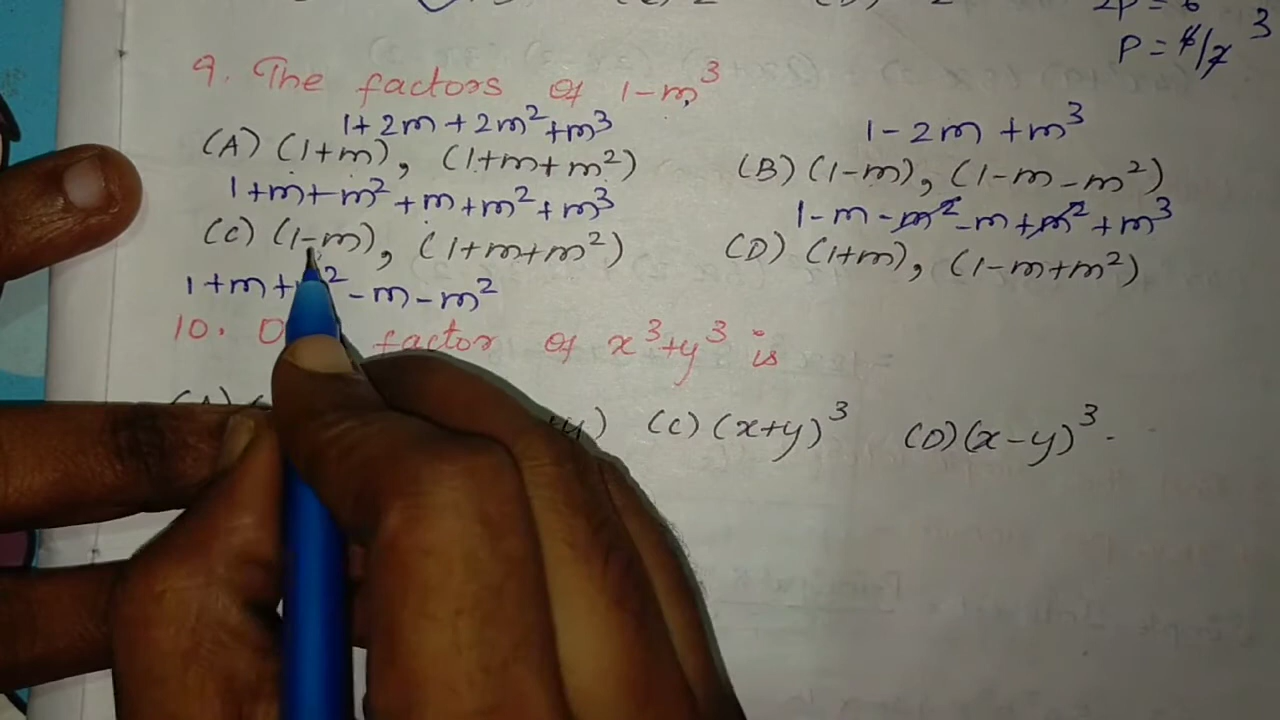 2p = 6
p = 6/2 3
9. The factors of 1-m³
1+2m+2m²+m³ 1-2m+m³
(A) (1+m), (1+m+m²) (B) (1-m), (1-m-m²)
1+m+m²+m+m²+m³ 1-m-m²-m+m²+m³
(C) (1-m), (1+m+m²) (D) (1+m), (1-m+m²)
1+m+ ²-m-m²
10. factor of x³+y³ is
(C) (x+y)³ (D) (x-y)³.